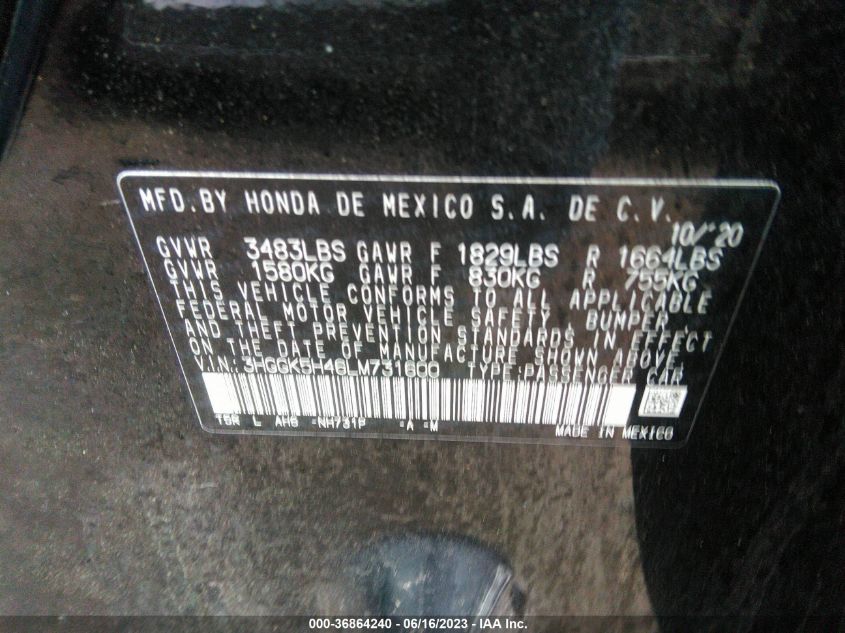 MFD. BY HONDA DE MEXICO S.A. DE C.V.
10/20
GVWR 3483LBS GAWR F 1829LBS R 1664LBS
GVWR 1580KG GAWR F 830KG R 755KG
THIS VEHICLE CONFORMS TO ALL APPLICABLE
FEDERAL MOTOR VEHICLE SAFETY, BUMPER,
AND THEFT PREVENTION STANDARDS IN EFFECT
ON THE DATE OF MANUFACTURE SHOWN ABOVE.
V.I.N.: 3HGGK5H46LM731600 TYPE:PASSENGER CAR
L -NH731P -A -M
MADE IN MEXICO
000-36864240 - 06/16/2023 - IAA Inc.